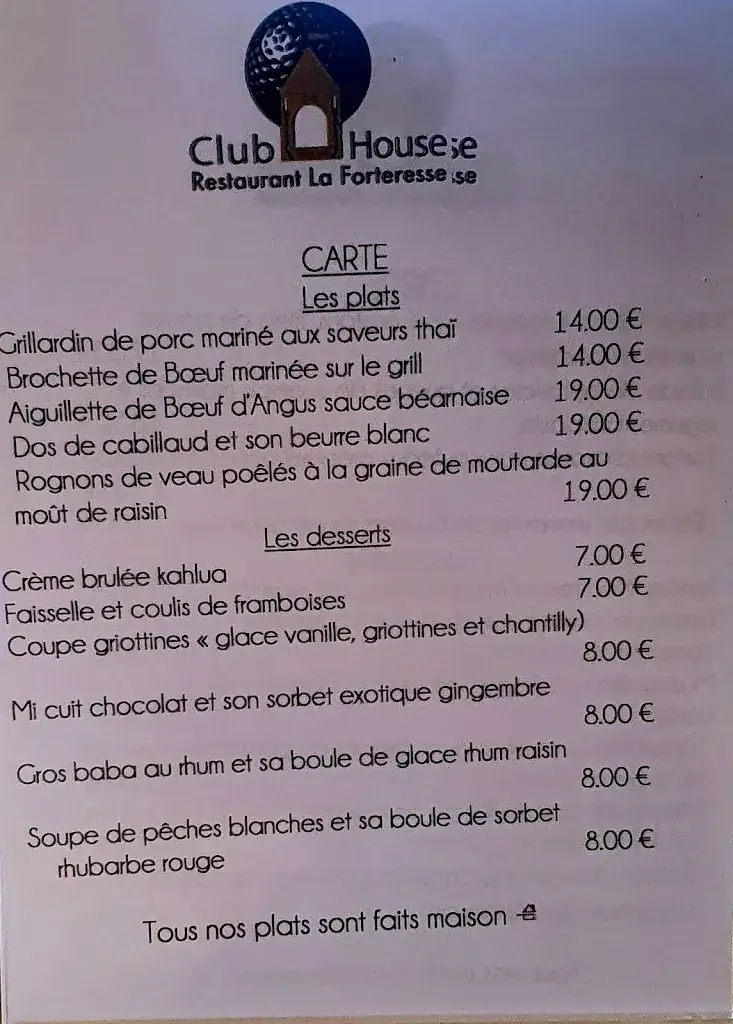 Club House
Restaurant La Forteresse
CARTE
Les plats
Grillardin de porc mariné aux saveurs thaï 14.00 €
Brochette de Bœuf marinée sur le grill 14.00 €
Aiguillette de Bœuf d'Angus sauce béarnaise 19.00 €
Dos de cabillaud et son beurre blanc 19.00 €
Rognons de veau poêlés à la graine de moutarde au
moût de raisin 19.00 €
Les desserts
Crème brulée kahlua 7.00 €
Faisselle et coulis de framboises 7.00 €
Coupe griottines « glace vanille, griottines et chantilly)
8.00 €
Mi cuit chocolat et son sorbet exotique gingembre
8.00 €
Gros baba au rhum et sa boule de glace rhum raisin
8.00 €
Soupe de pêches blanches et sa boule de sorbet
rhubarbe rouge 8.00 €
Tous nos plats sont faits maison